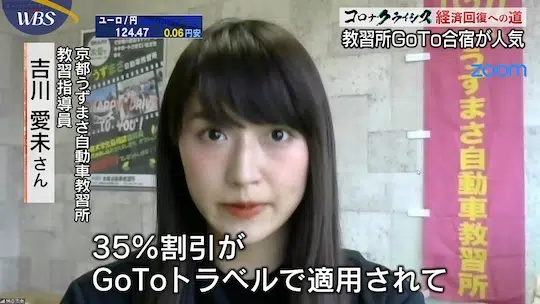 WBS
ユーロ/円
124.47 0.06円安
コロナクライシス 経済回復への道
教習所GoTo合宿が人気
zoom
京都うずまさ自動車教習所
教習指導員
吉川 愛未さん
うずまさ自動車教習所
35%割引が
GoToトラベルで適用されて